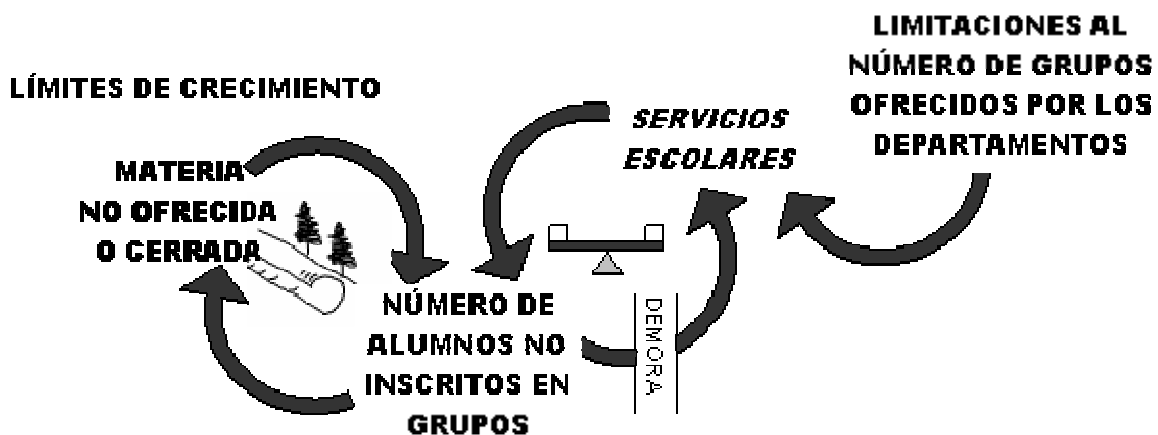 LÍMITES DE CRECIMIENTO
MATERIA
NO OFRECIDA
O CERRADA
NÚMERO DE
ALUMNOS NO
INSCRITOS EN
GRUPOS
DEMORA
SERVICIOS
ESCOLARES
LIMITACIONES AL
NÚMERO DE GRUPOS
OFRECIDOS POR LOS
DEPARTAMENTOS